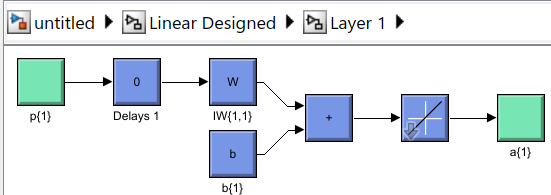 untitled Linear Designed Layer 1
0 W
p{1} Delays 1 IW{1,1}
+
b
a{1}
b{1}